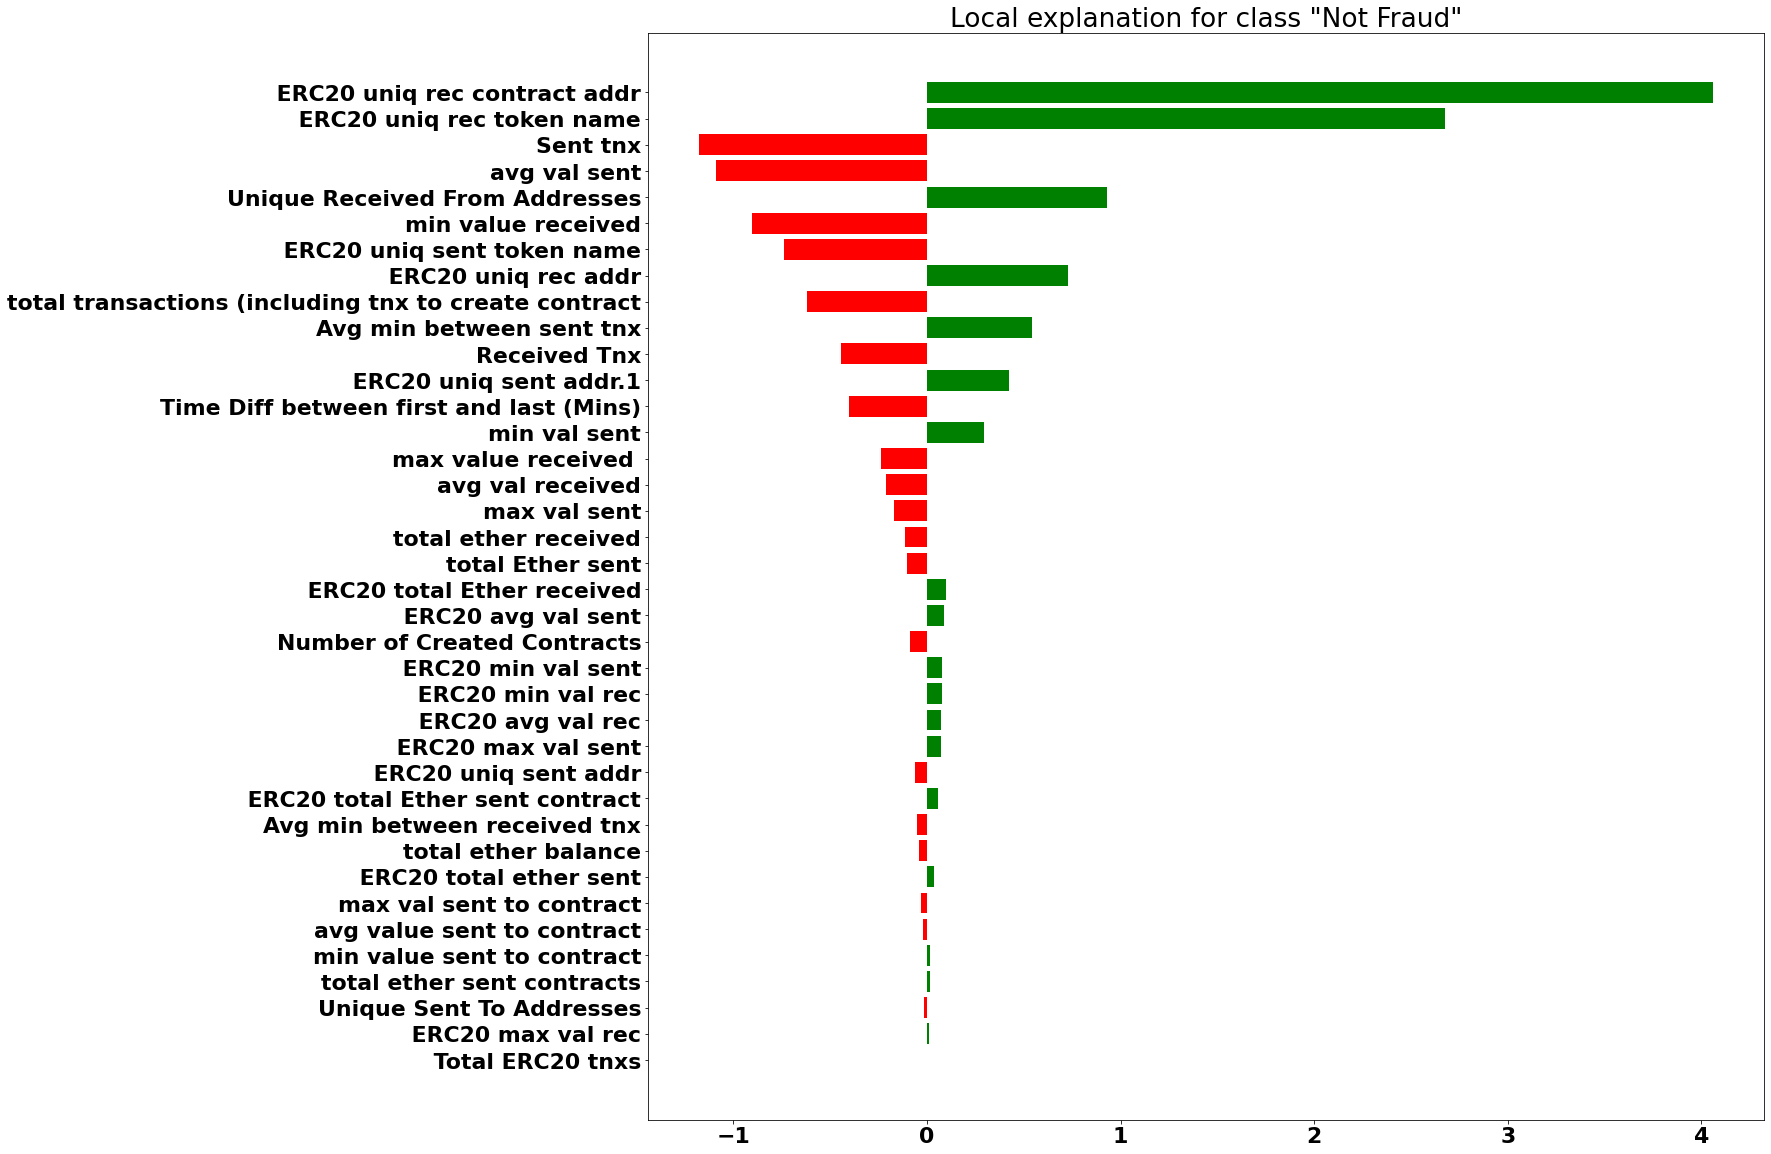 Local explanation for class "Not Fraud"
ERC20 uniq rec contract addr
ERC20 uniq rec token name
Sent tnx
avg val sent
Unique Received From Addresses
min value received
ERC20 uniq sent token name
ERC20 uniq rec addr
total transactions (including tnx to create contract
Avg min between sent tnx
Received Tnx
ERC20 uniq sent addr.1
Time Diff between first and last (Mins)
min val sent
max value received
avg val received
max val sent
total ether received
total Ether sent
ERC20 total Ether received
ERC20 avg val sent
Number of Created Contracts
ERC20 min val sent
ERC20 min val rec
ERC20 avg val rec
ERC20 max val sent
ERC20 uniq sent addr
ERC20 total Ether sent contract
Avg min between received tnx
total ether balance
ERC20 total ether sent
max val sent to contract
avg value sent to contract
min value sent to contract
total ether sent contracts
Unique Sent To Addresses
ERC20 max val rec
Total ERC20 tnxs
−1 0 1 2 3 4